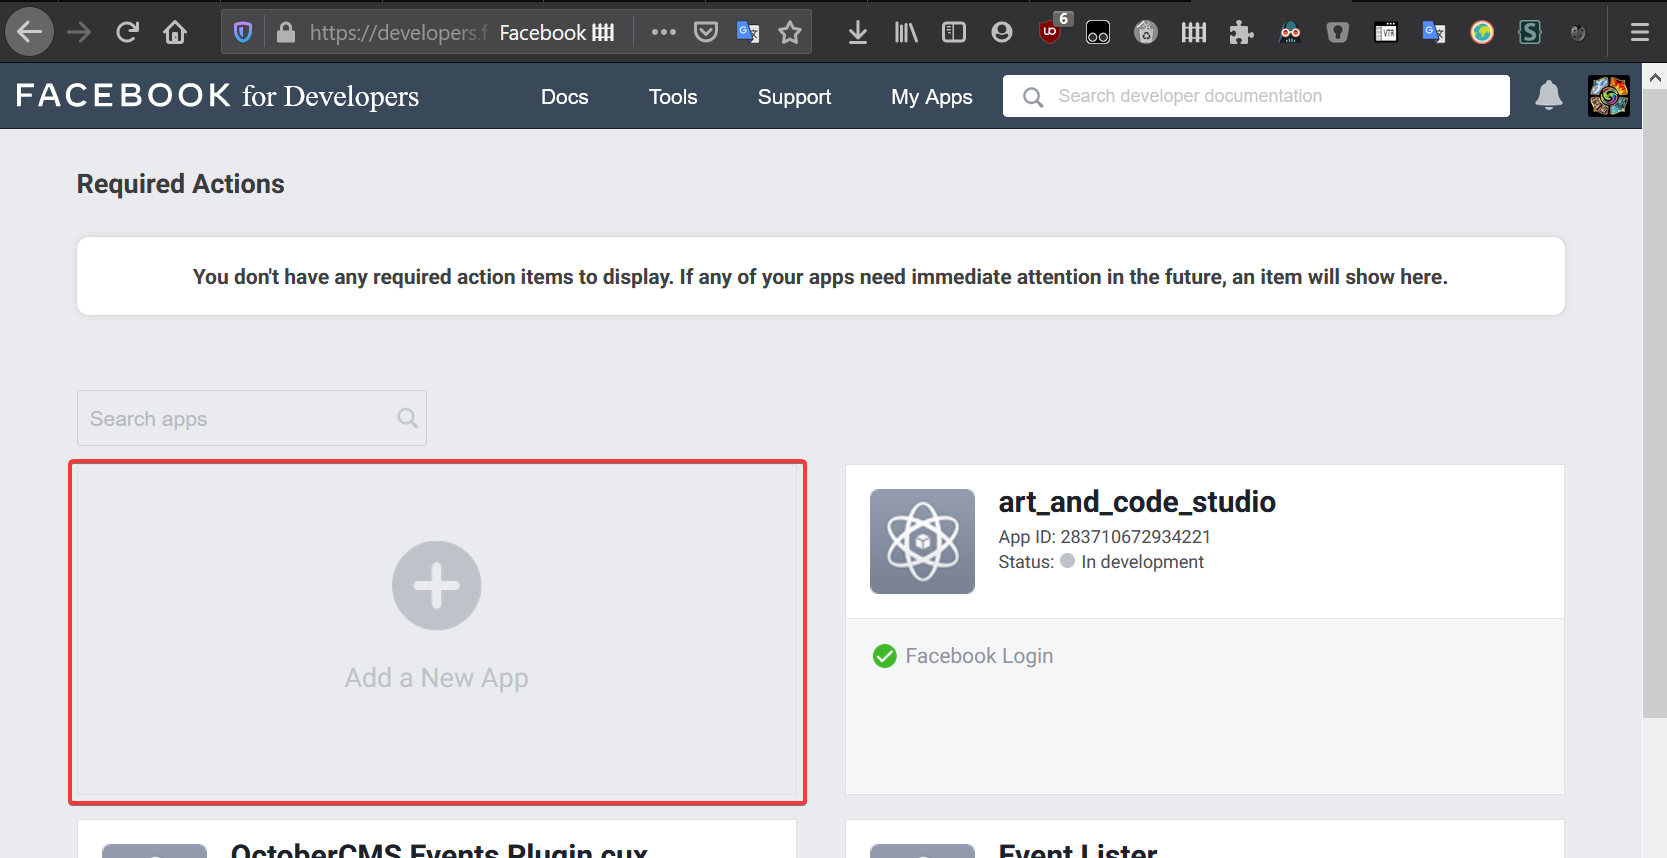 https://developers.f Facebook
6
VTR
FACEBOOK for Developers
Docs
Tools
Support
My Apps
Search developer documentation
Required Actions
You don't have any required action items to display. If any of your apps need immediate attention in the future, an item will show here.
Search apps
Add a New App
art_and_code_studio
App ID: 283710672934221
Status: In development
Facebook Login
OctoberCMS Events Plugin cux
Event Lister